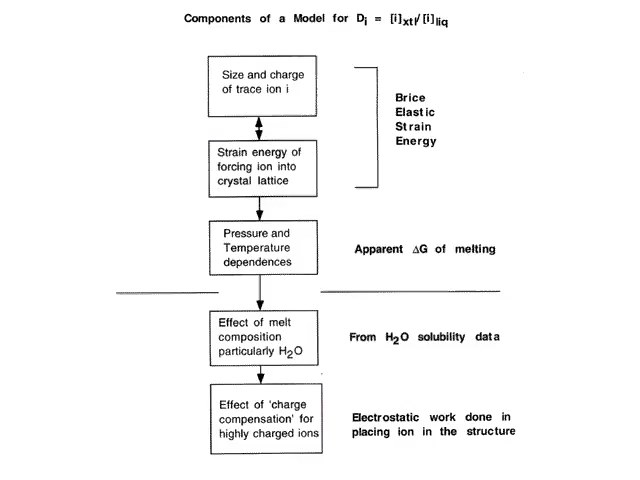 Components of a Model for Di = [i]xtl/[i]liq
Size and charge
of trace ion i
Brice
Elastic
Strain
Energy
Strain energy of
forcing ion into
crystal lattice
Pressure and
Temperature
dependences
Apparent ΔG of melting
Effect of melt
composition
particularly H2O
From H2O solubility data
Effect of 'charge
compensation' for
highly charged ions
Electrostatic work done in
placing ion in the structure